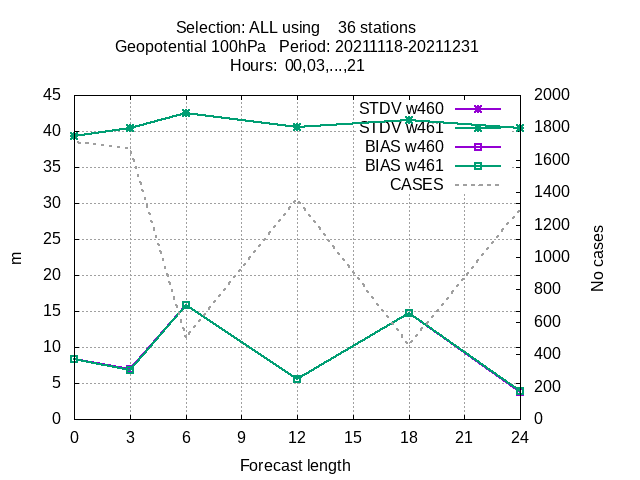 Selection: ALL using 36 stations
Geopotential 100hPa Period: 20211118-20211231
Hours: 00,03,...,21
45 2000
40 1800
35 1600
30 1400
25 1200
20 1000
15 800
10 600
5 400
0 200
0
STDV w460
STDV w461
BIAS w460
BIAS w461
CASES
m
No cases
0 3 6 9 12 15 18 21 24
Forecast length